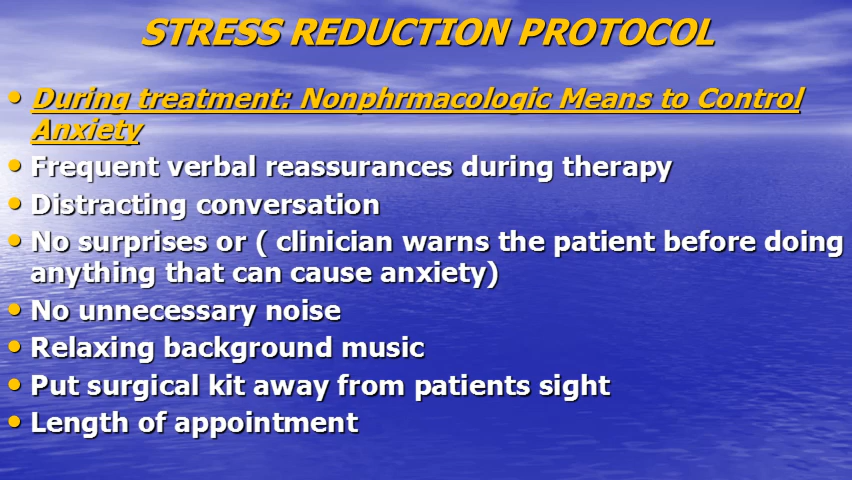 STRESS REDUCTION PROTOCOL
• During treatment: Nonphrmacologic Means to Control
Anxiety
• Frequent verbal reassurances during therapy
• Distracting conversation
• No surprises or ( clinician warns the patient before doing
anything that can cause anxiety)
• No unnecessary noise
• Relaxing background music
• Put surgical kit away from patients sight
• Length of appointment